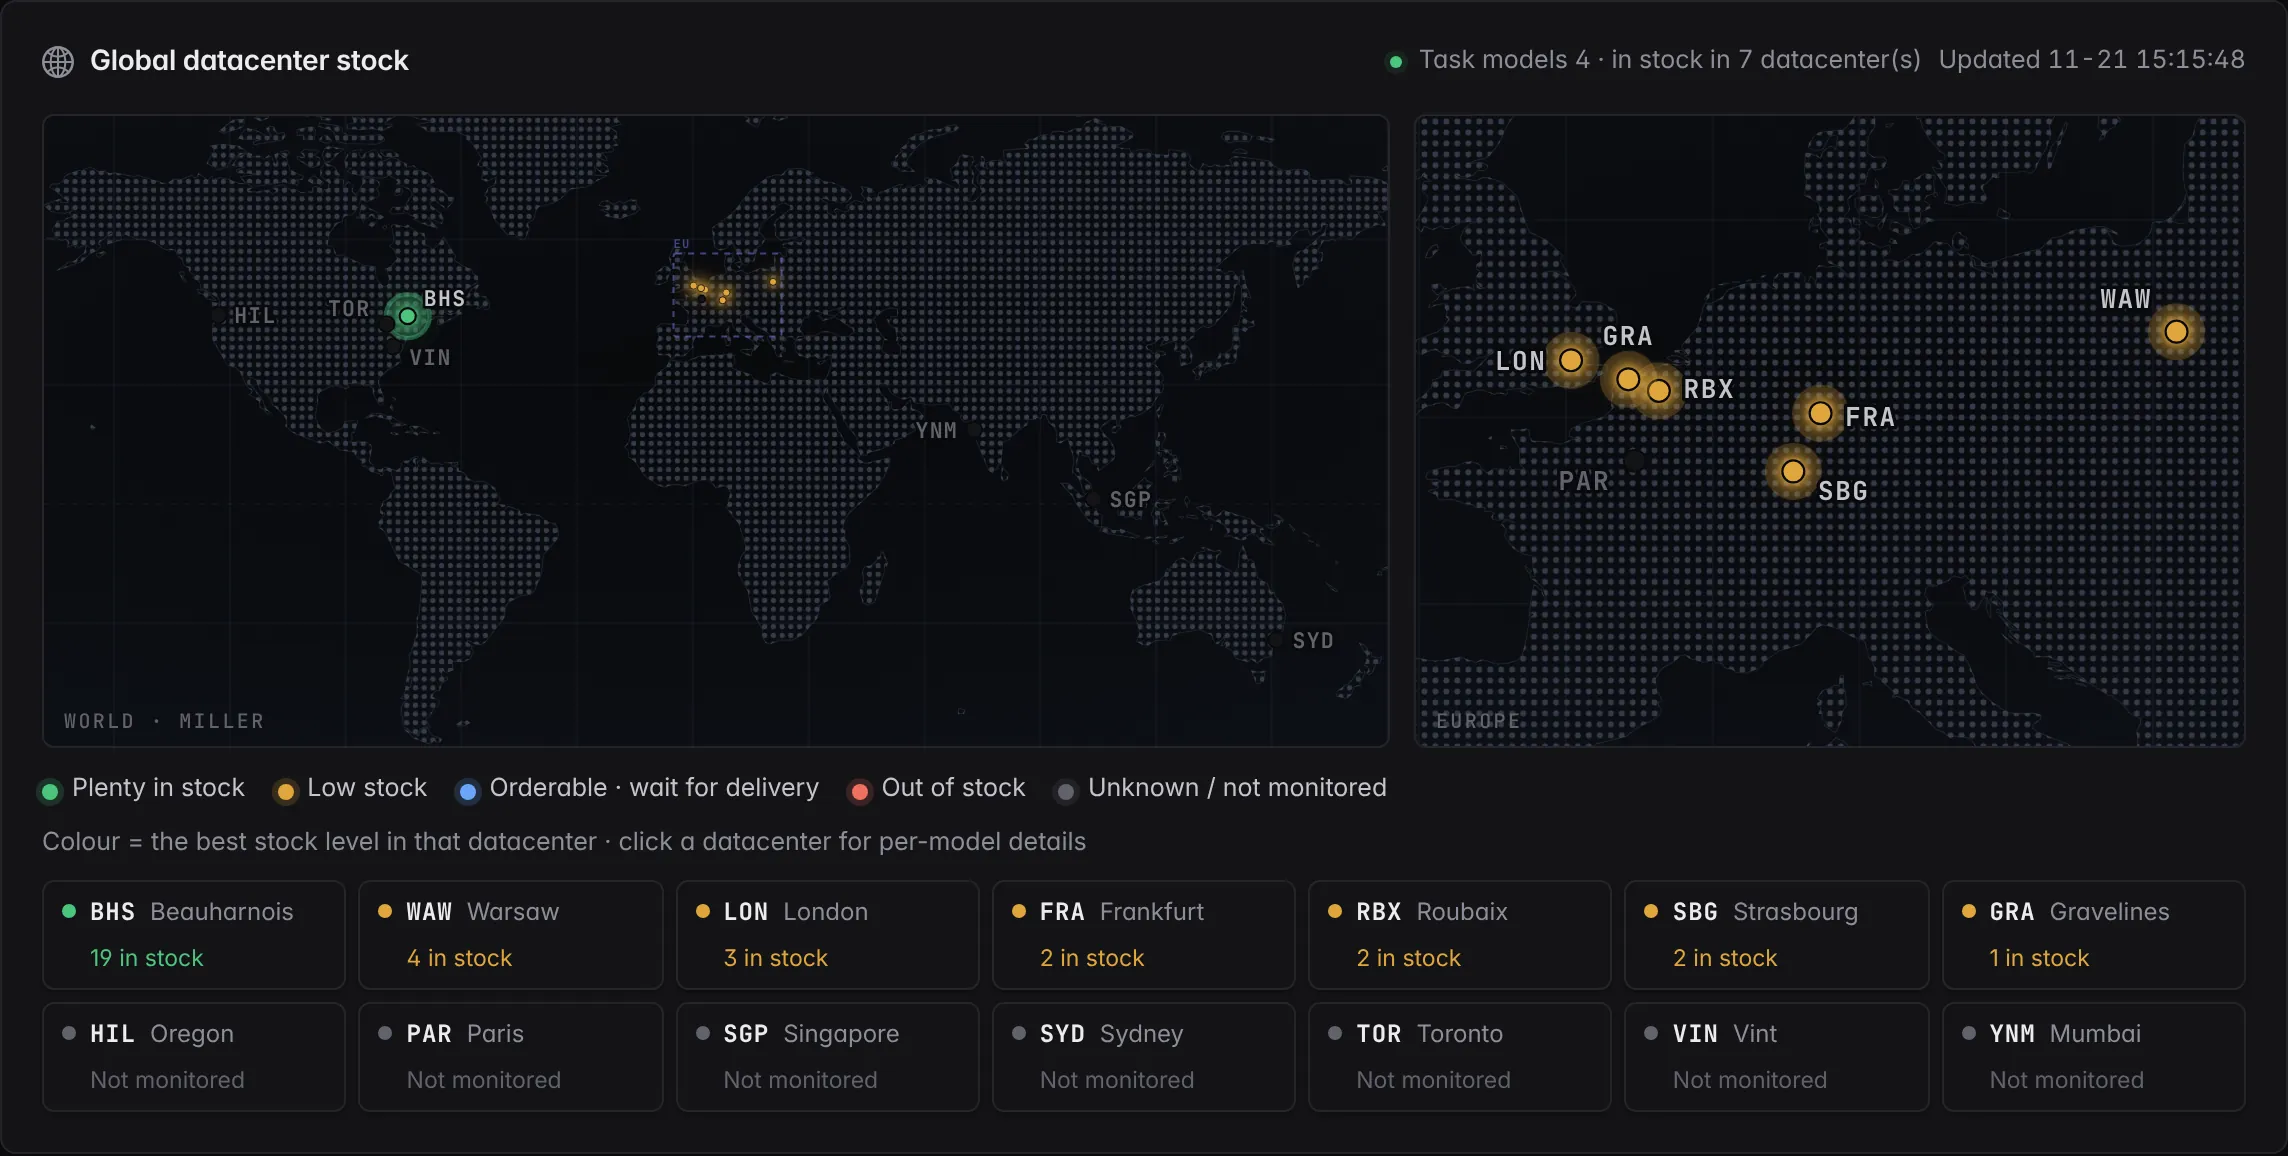 Global datacenter stock
Task models 4 · in stock in 7 datacenter(s) Updated 11-21 15:15:48
EU
BHS
TOR
HIL
VIN
YNM
SGP
SYD
WORLD · MILLER
WAW
GRA
LON
RBX
FRA
PAR
SBG
EUROPE
Plenty in stock
Low stock
Orderable · wait for delivery
Out of stock
Unknown / not monitored
Colour = the best stock level in that datacenter · click a datacenter for per-model details
BHS Beauharnois
19 in stock
WAW Warsaw
4 in stock
LON London
3 in stock
FRA Frankfurt
2 in stock
RBX Roubaix
2 in stock
SBG Strasbourg
2 in stock
GRA Gravelines
1 in stock
HIL Oregon
Not monitored
PAR Paris
Not monitored
SGP Singapore
Not monitored
SYD Sydney
Not monitored
TOR Toronto
Not monitored
VIN Vint
Not monitored
YNM Mumbai
Not monitored